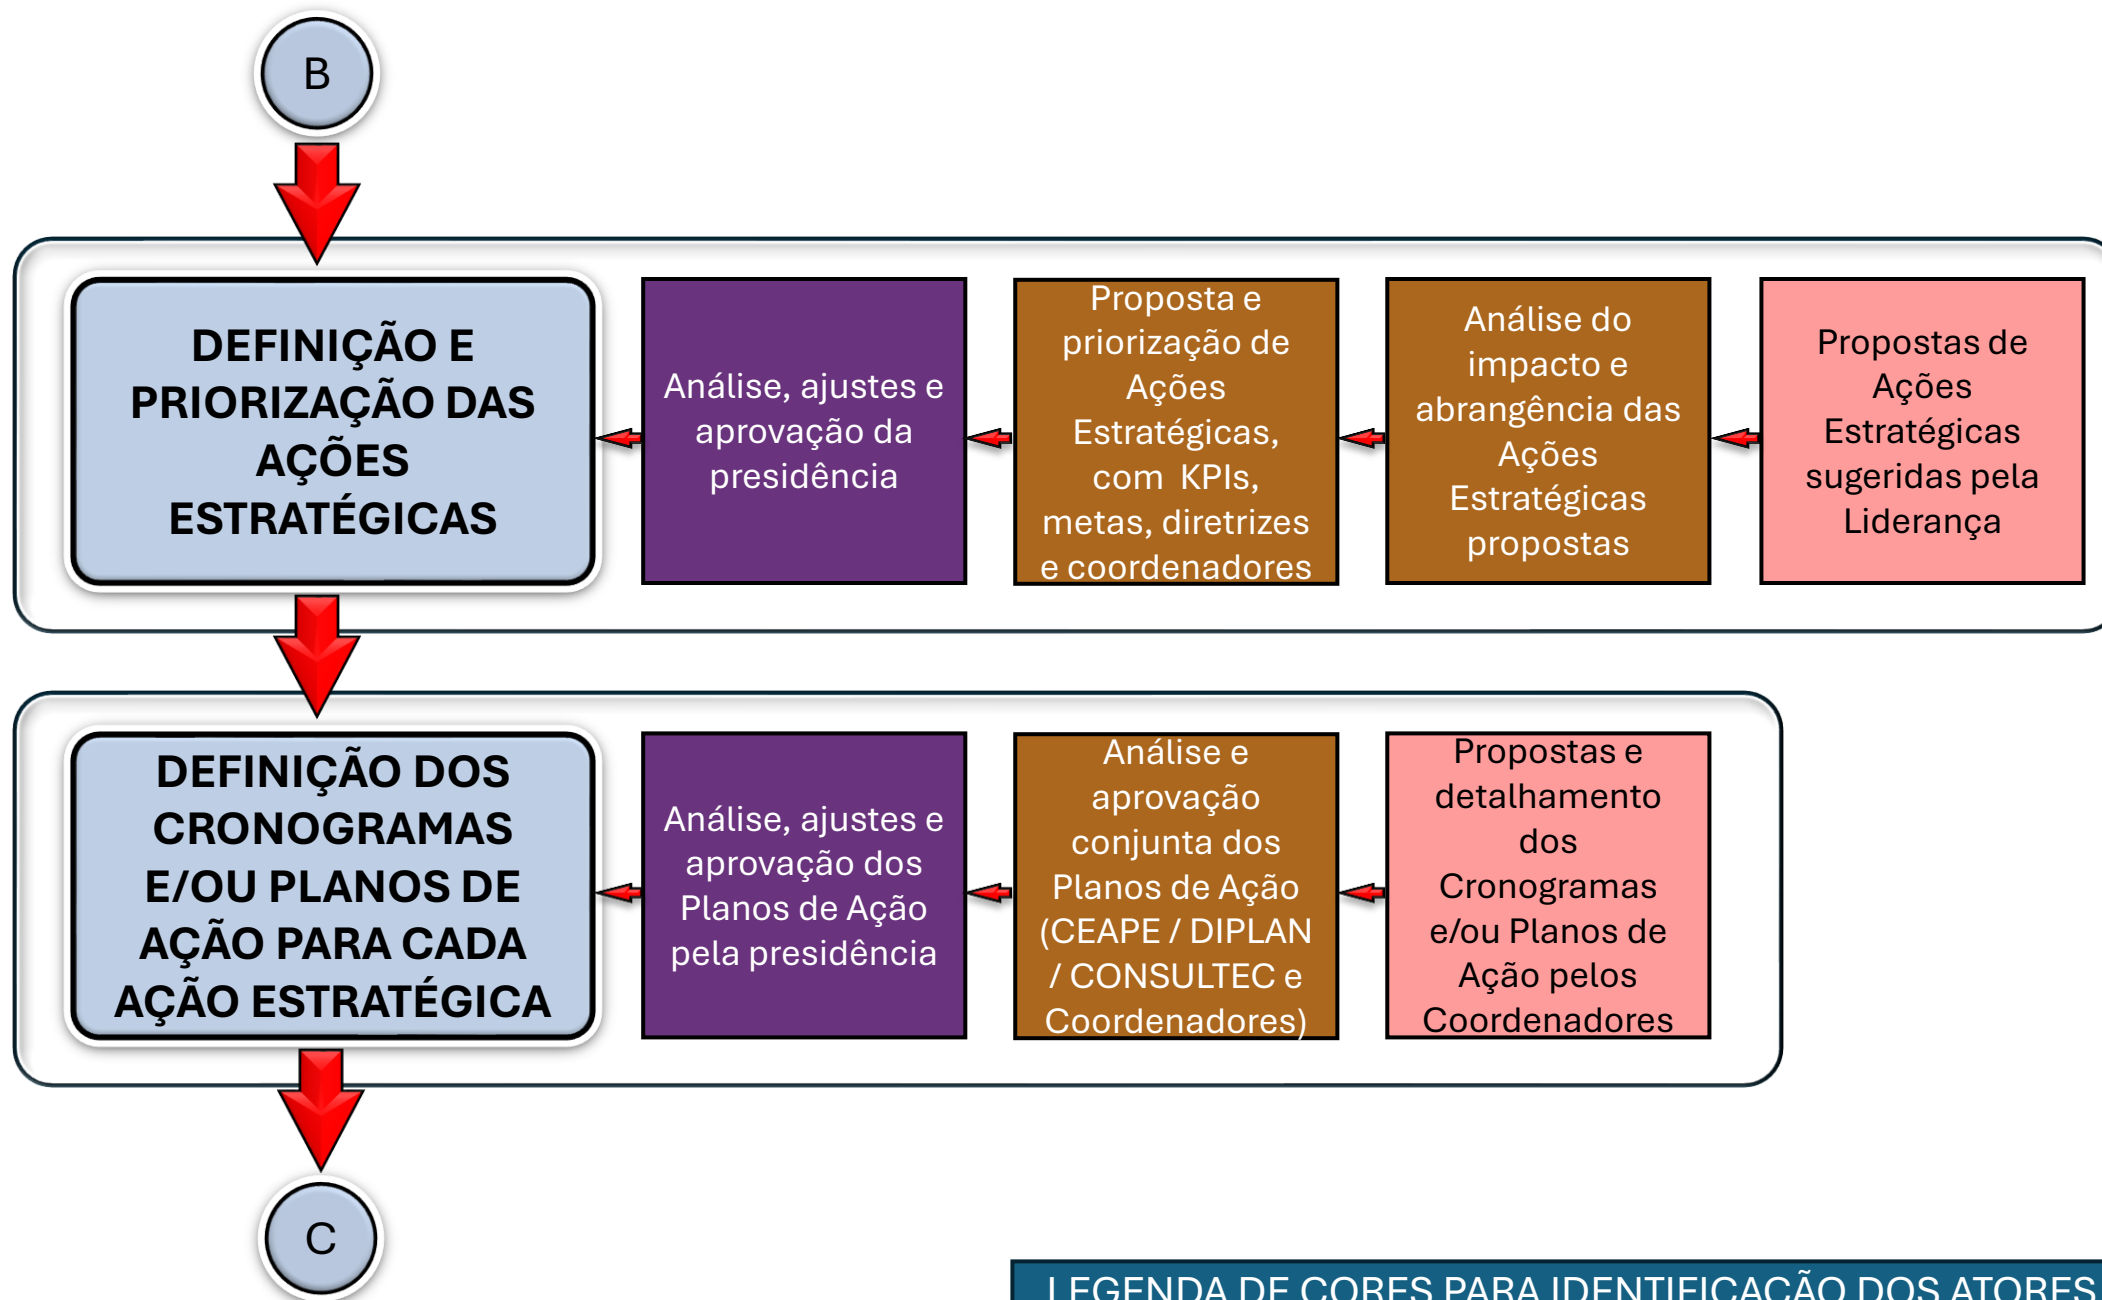 B
DEFINIÇÃO E
PRIORIZAÇÃO DAS
AÇÕES
ESTRATÉGICAS
Análise, ajustes e
aprovação da
presidência
Proposta e
priorização de
Ações
Estratégicas,
com KPIs,
metas, diretrizes
e coordenadores
Análise do
impacto e
abrangência das
Ações
Estratégicas
propostas
Propostas de
Ações
Estratégicas
sugeridas pela
Liderança
DEFINIÇÃO DOS
CRONOGRAMAS
E/OU PLANOS DE
AÇÃO PARA CADA
AÇÃO ESTRATÉGICA
Análise, ajustes e
aprovação dos
Planos de Ação
pela presidência
Análise e
aprovação
conjunta dos
Planos de Ação
(CEAPE / DIPLAN
/ CONSULTEC e
Coordenadores)
Propostas e
detalhamento
dos
Cronogramas
e/ou Planos de
Ação pelos
Coordenadores
C
LEGENDA DE CORES PARA IDENTIFICAÇÃO DOS ATORES